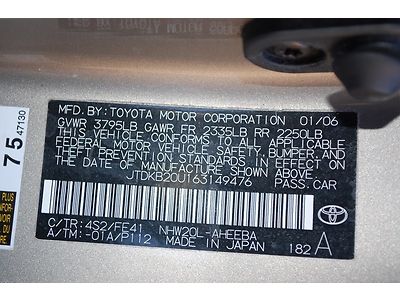 MFD. BY: TOYOTA MOTOR CORPORATION 01/06
GVWR 3795LB GAWR FR 2335LB RR 2250LB
THIS VEHICLE CONFORMS TO ALL APPLICABLE
FEDERAL MOTOR VEHICLE SAFETY, BUMPER, AND
THEFT PREVENTION STANDARDS IN EFFECT ON
THE DATE OF MANUFACTURE SHOWN ABOVE.
JTDKB20U163149476 PASS.CAR
C/TR: 4S2/FE41 NHW20L-AHEEBA
A/TM: -01A/P112 MADE IN JAPAN 182 A
TOYOTA
75 47130